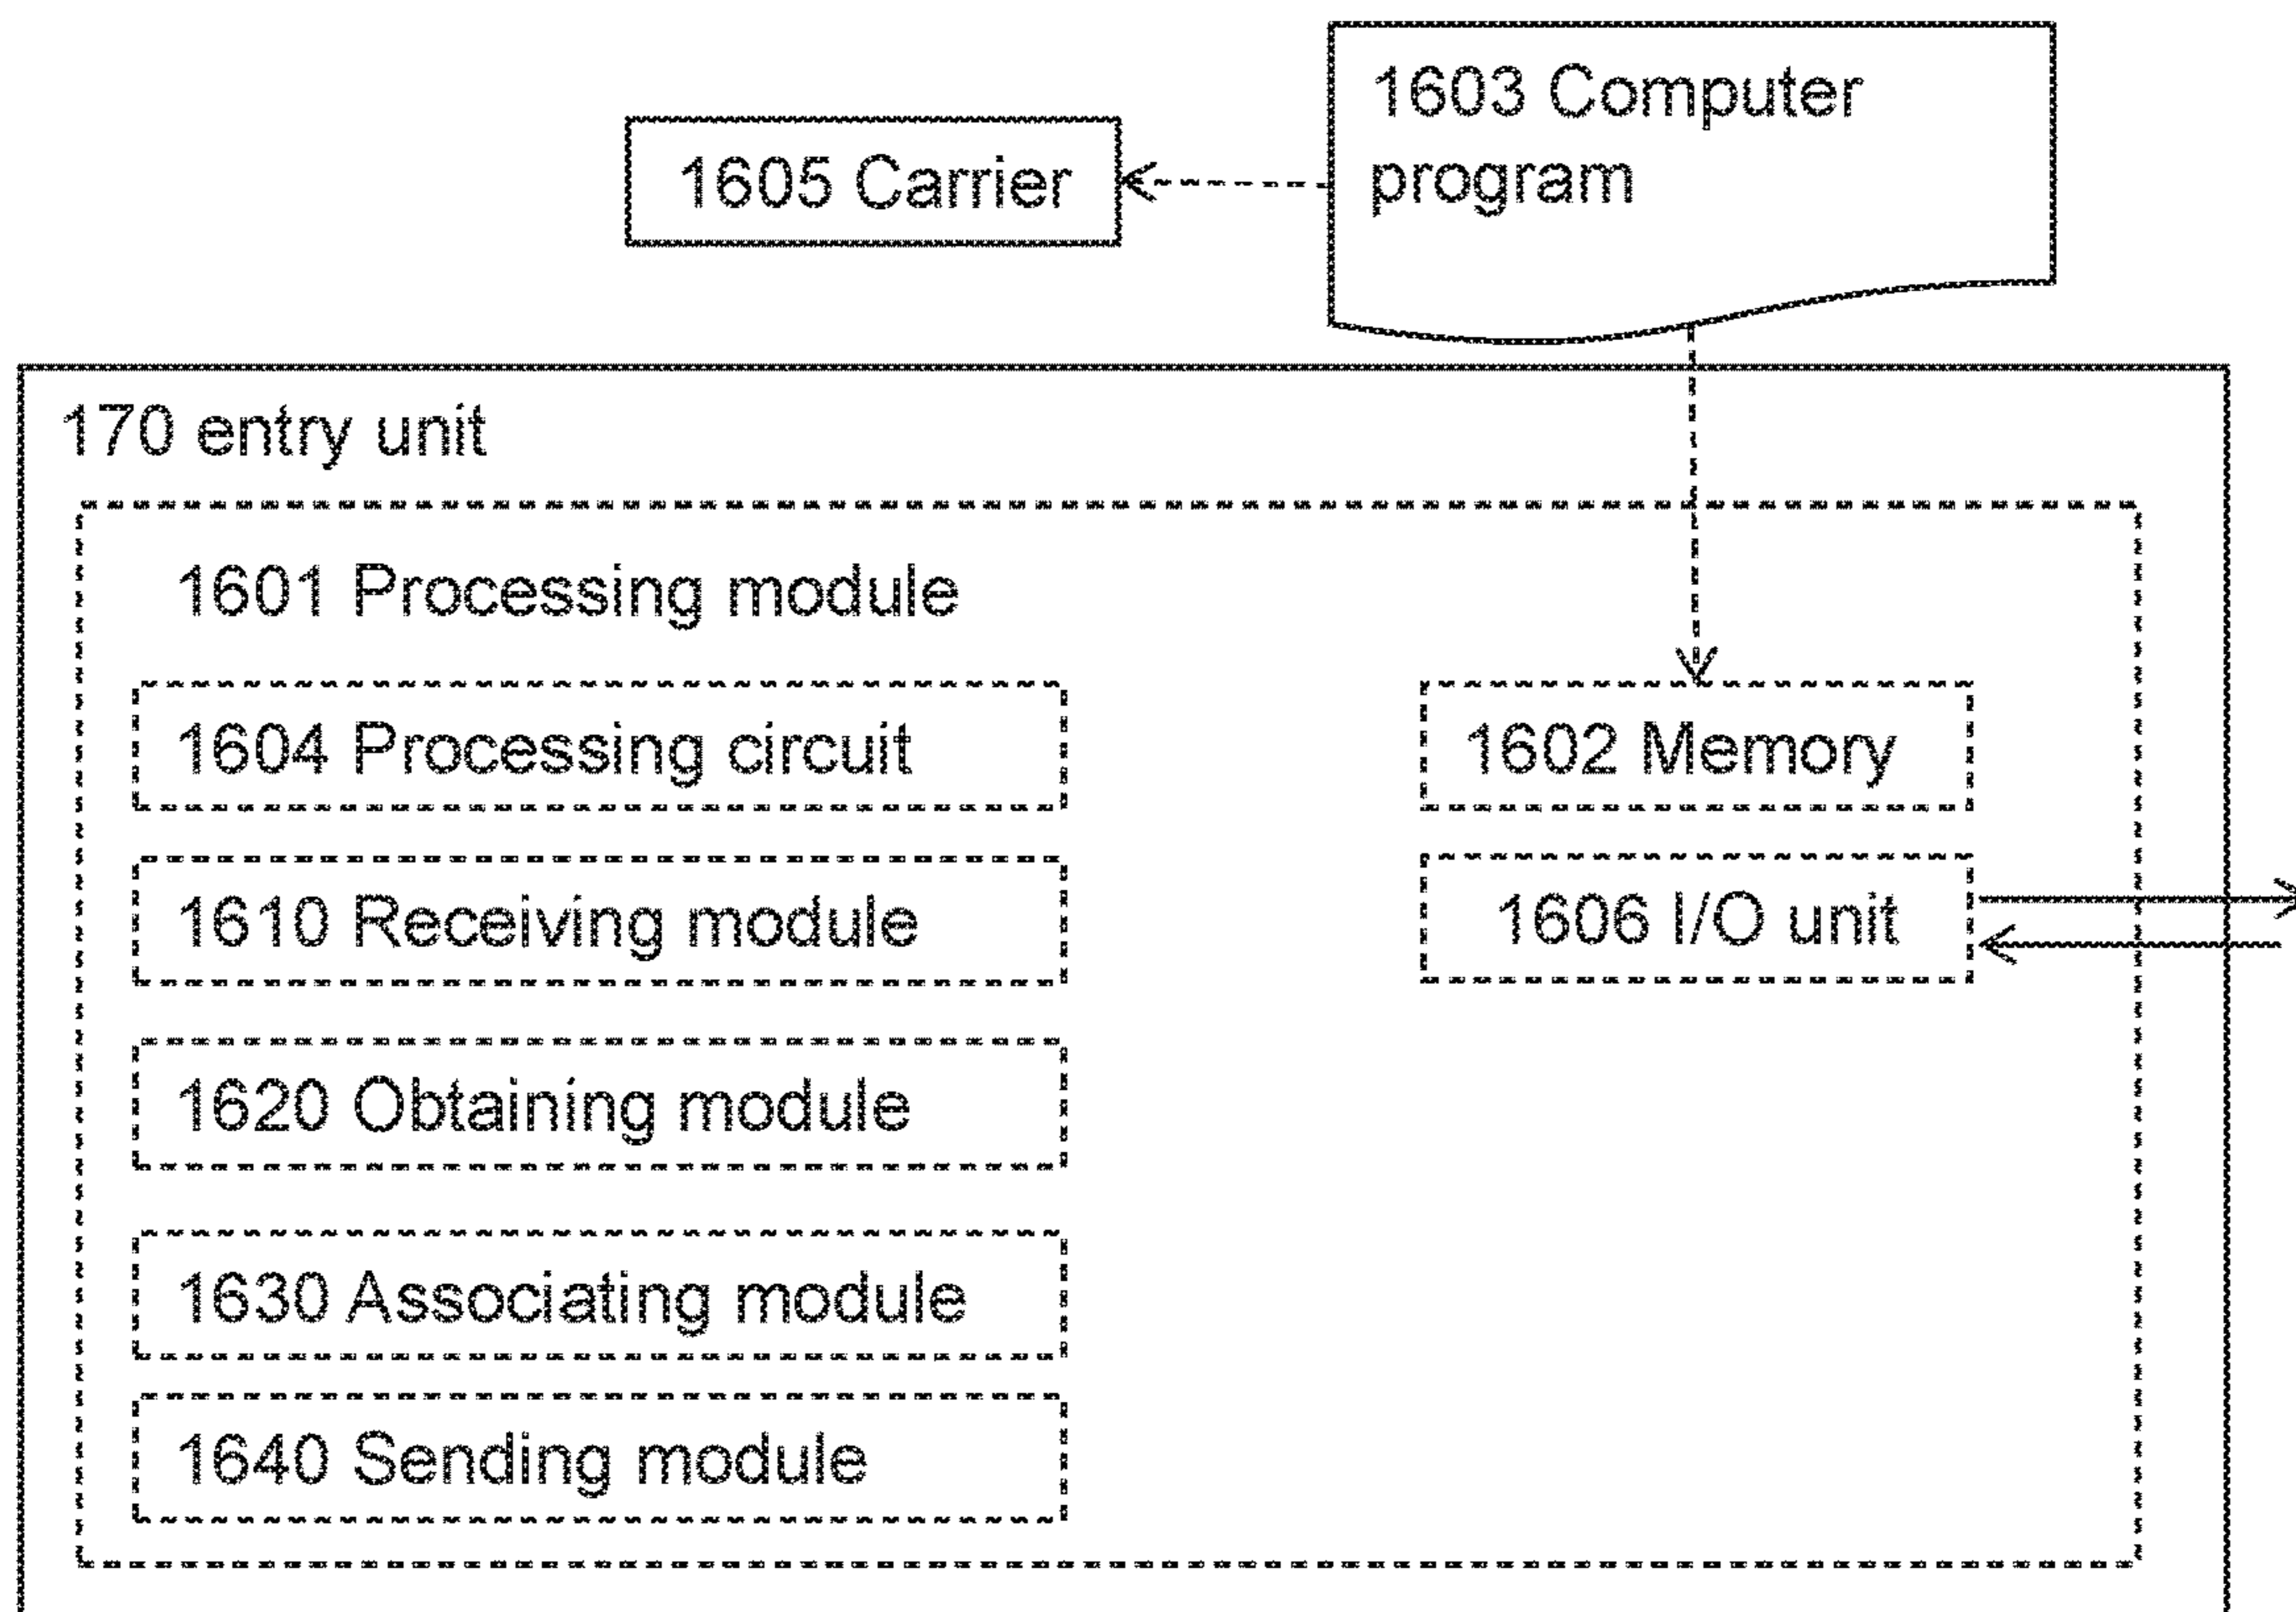 1603 Computer
program
1605 Carrier
170 entry unit
1601 Processing module
1604 Processing circuit
1602 Memory
1610 Receiving module
1606 I/O unit
1620 Obtaining module
1630 Associating module
1640 Sending module